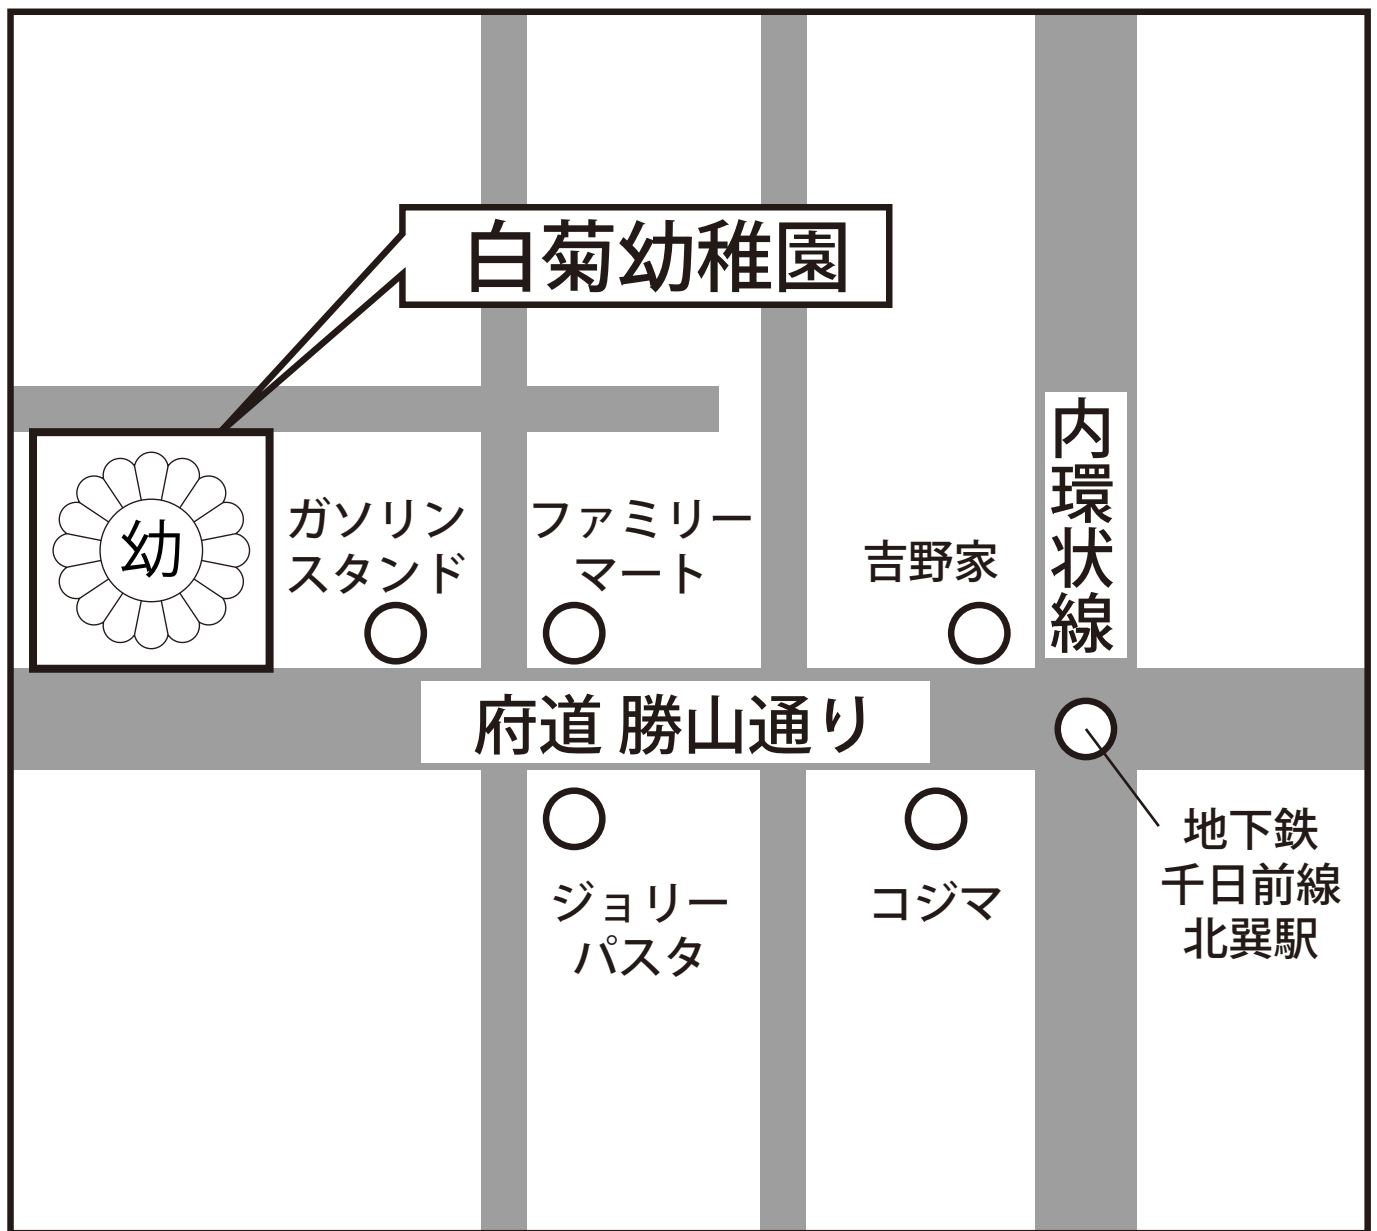 白菊幼稚園
内環状線
幼
ガソリン
スタンド
ファミリー
マート
吉野家
府道 勝山通り
ジョリー
パスタ
コジマ
地下鉄
千日前線
北巽駅